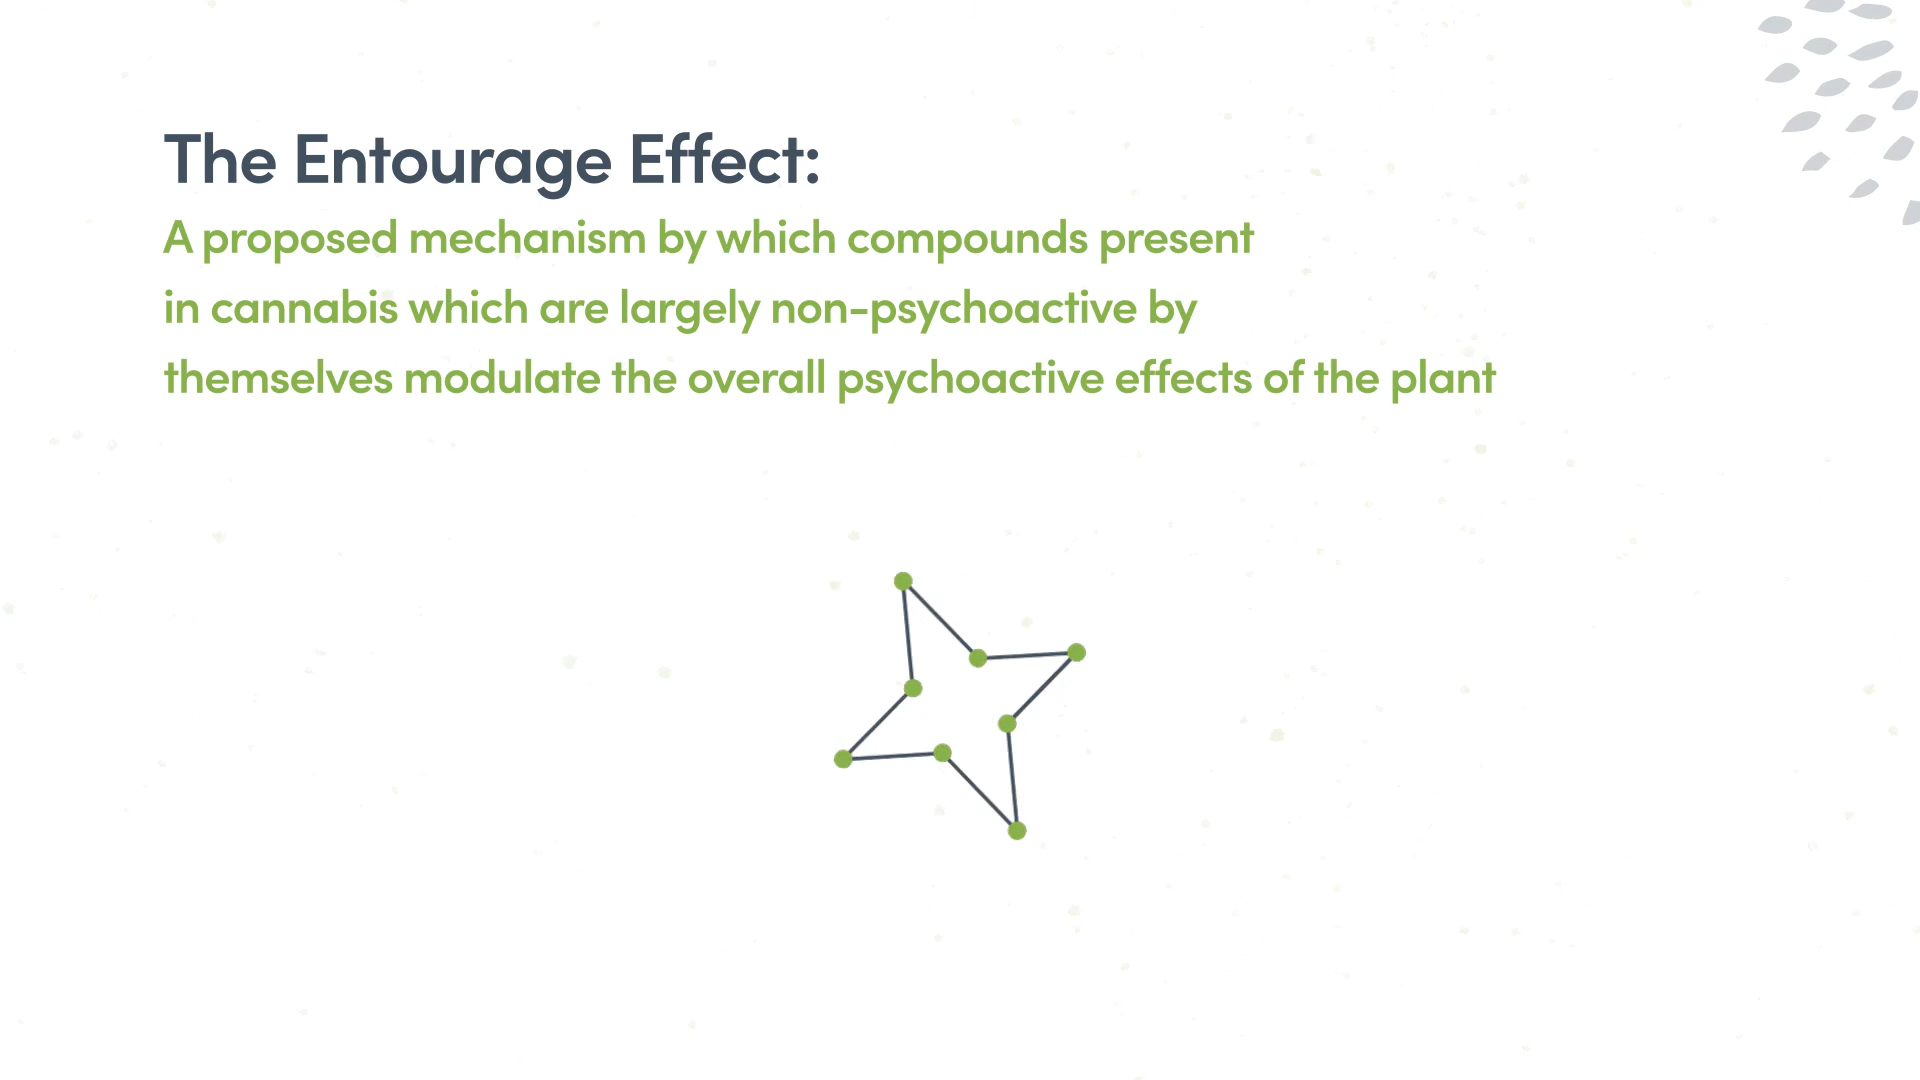 The Entourage Effect:
A proposed mechanism by which compounds present
in cannabis which are largely non-psychoactive by
themselves modulate the overall psychoactive effects of the plant